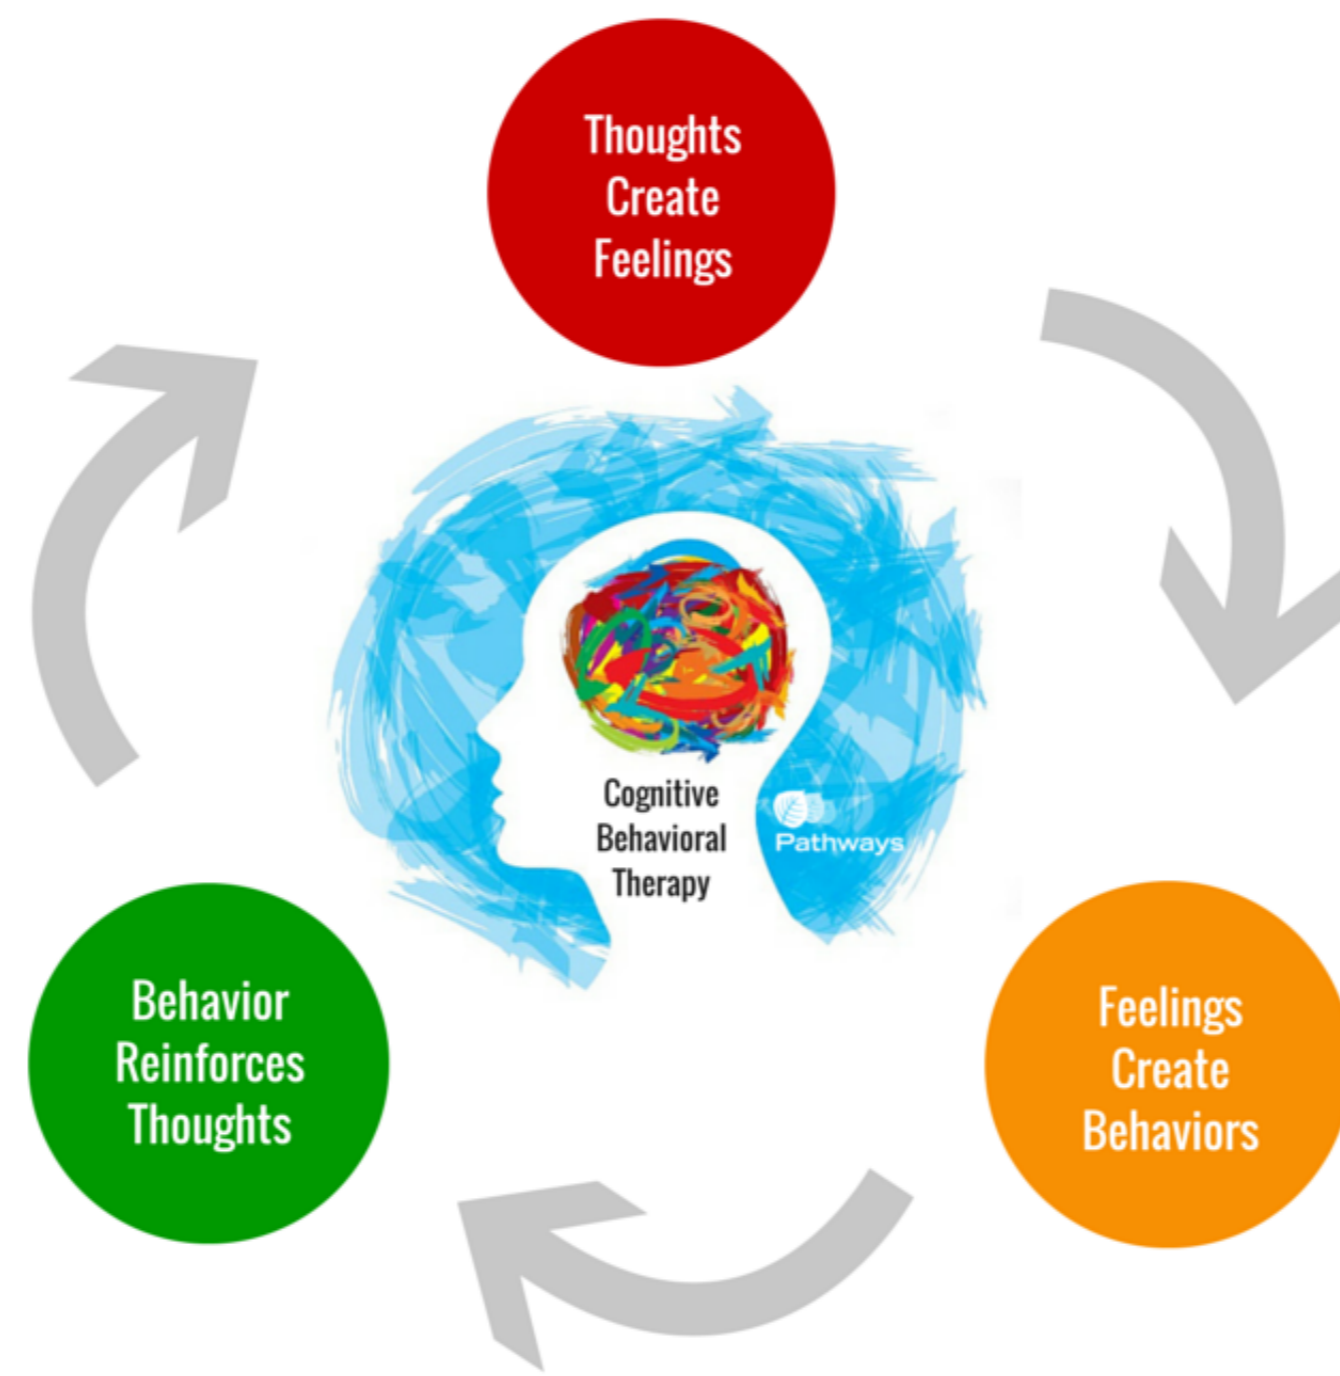 Thoughts
Create
Feelings
Cognitive
Behavioral
Therapy
Pathways
Behavior
Reinforces
Thoughts
Feelings
Create
Behaviors